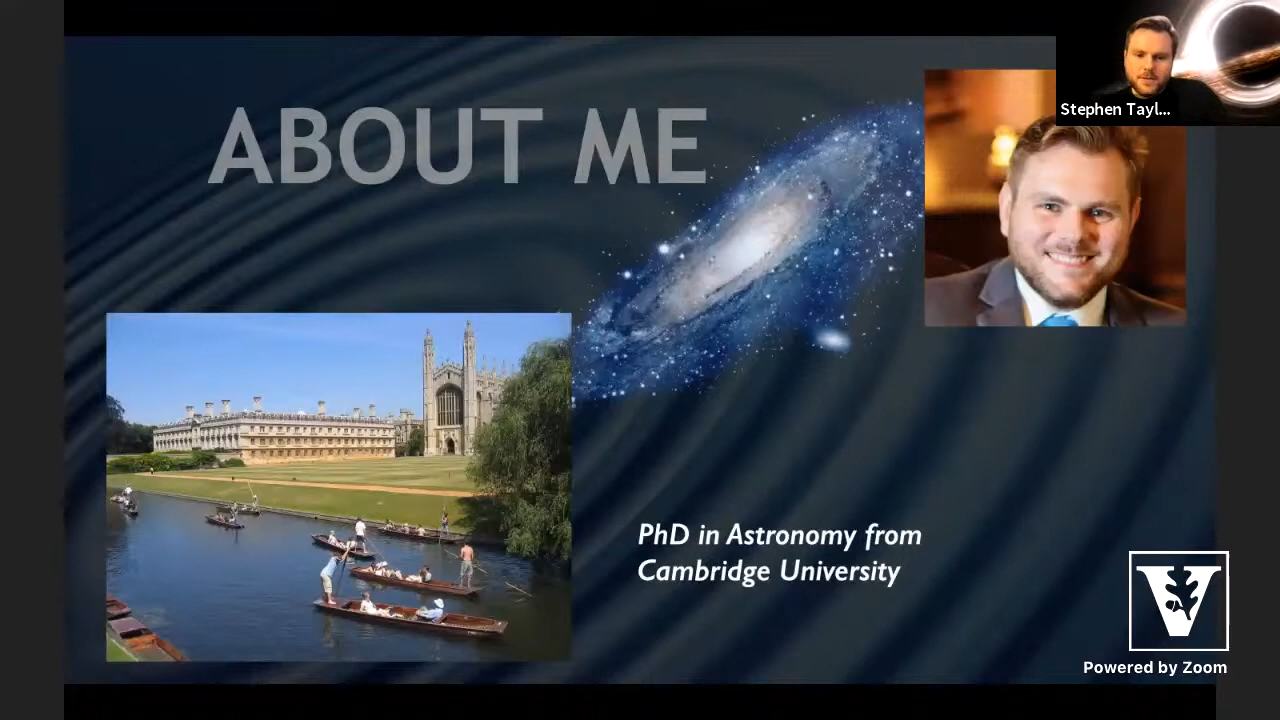 Stephen Tayl...
ABOUT ME
PhD in Astronomy from
Cambridge University
V
Powered by Zoom